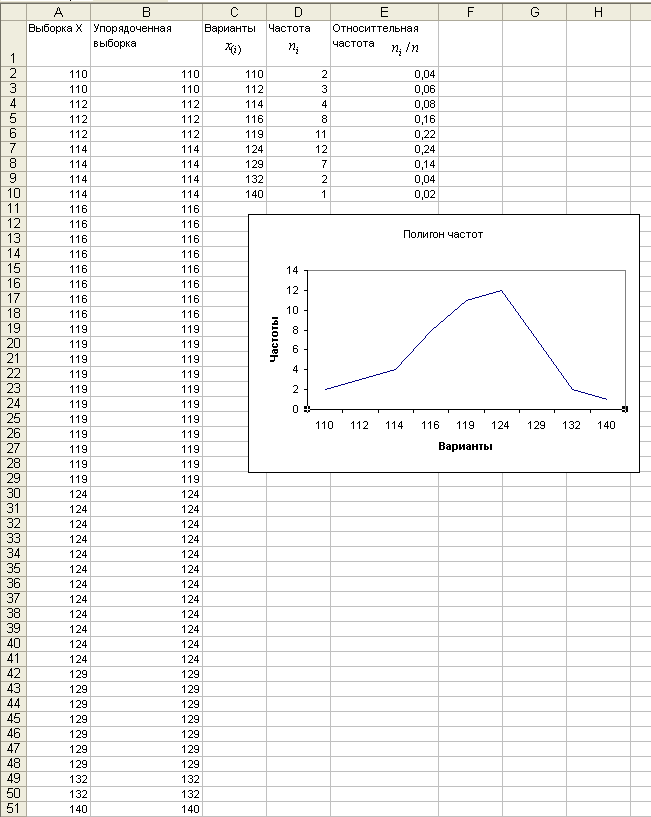 A B C D E F G H
1 Выборка X Упорядоченная Варианты Частота Относиттельная
выборка x(i) n_i частота n_i / n
2 110 110 110 2 0,04
3 110 110 112 3 0,06
4 112 112 114 4 0,08
5 112 112 116 8 0,16
6 112 112 119 11 0,22
7 114 114 124 12 0,24
8 114 114 129 7 0,14
9 114 114 132 2 0,04
10 114 114 140 1 0,02
11 116 116
12 116 116
13 116 116
14 116 116
15 116 116
16 116 116
17 116 116
18 116 116
19 119 119
20 119 119
21 119 119
22 119 119
23 119 119
24 119 119
25 119 119
26 119 119
27 119 119
28 119 119
29 119 119
30 124 124
31 124 124
32 124 124
33 124 124
34 124 124
35 124 124
36 124 124
37 124 124
38 124 124
39 124 124
40 124 124
41 124 124
42 129 129
43 129 129
44 129 129
45 129 129
46 129 129
47 129 129
48 129 129
49 132 132
50 132 132
51 140 140
Полигон частот
Частоты
14
12
10
8
6
4
2
0
110 112 114 116 119 124 129 132 140
Варианты